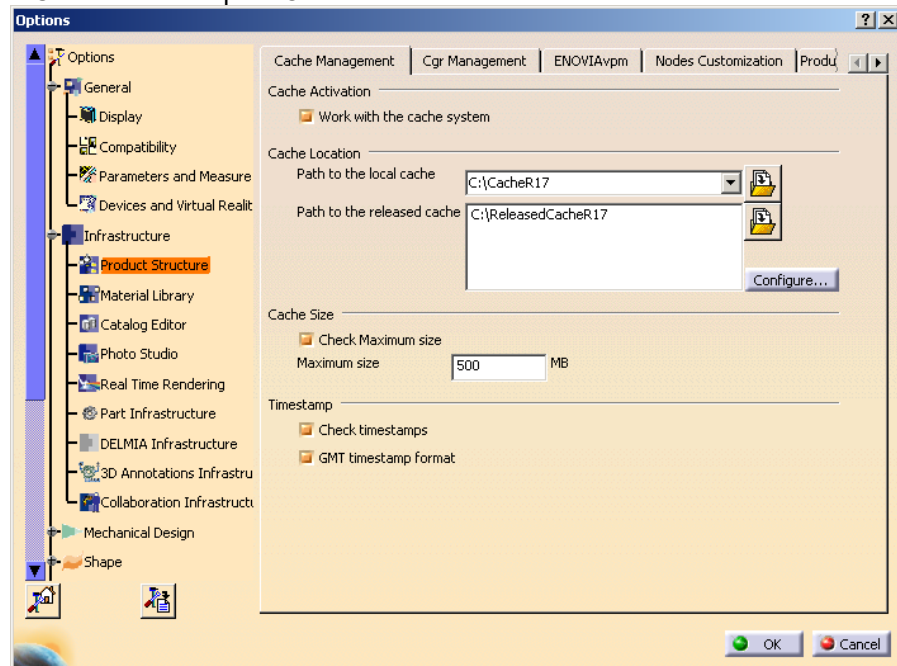 Options
Options
General
Display
Compatibility
Parameters and Measure
Devices and Virtual Realit
Infrastructure
Product Structure
Material Library
Catalog Editor
Photo Studio
Real Time Rendering
Part Infrastructure
DELMIA Infrastructure
3D Annotations Infrastru
Collaboration Infrastructu
Mechanical Design
Shape
Cache Management Cgr Management ENOVIAvpm Nodes Customization Produ
Cache Activation
Work with the cache system
Cache Location
Path to the local cache C:\CacheR17
Path to the released cache C:\ReleasedCacheR17
Configure...
Cache Size
Check Maximum size
Maximum size 500 MB
Timestamp
Check timestamps
GMT timestamp format
OK Cancel